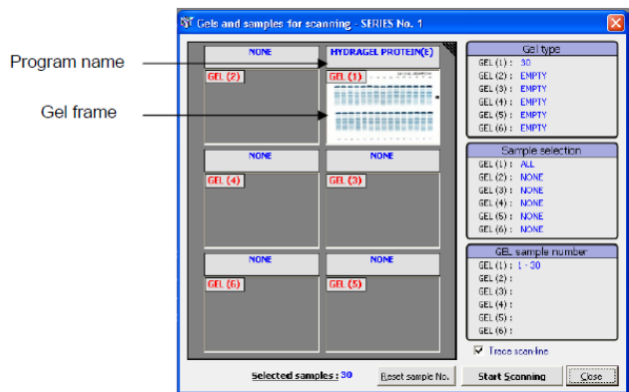 Gels and samples for scanning - SERIES No. 1
Program name
Gel frame
NONE
HYDRAGEL PROTEIN(E)
GEL (2)
GEL (1)
NONE
NONE
GEL (4)
GEL (3)
NONE
NONE
GEL (6)
GEL (5)
Gel type
GEL (1) : 30
GEL (2) : EMPTY
GEL (3) : EMPTY
GEL (4) : EMPTY
GEL (5) : EMPTY
GEL (6) : EMPTY
Sample selection
GEL (1) : ALL
GEL (2) : NONE
GEL (3) : NONE
GEL (4) : NONE
GEL (5) : NONE
GEL (6) : NONE
GEL sample number
GEL (1) : 1 - 30
GEL (2) :
GEL (3) :
GEL (4) :
GEL (5) :
GEL (6) :
Trace scan line
Selected samples : 30
Reset sample No.
Start Scanning
Close